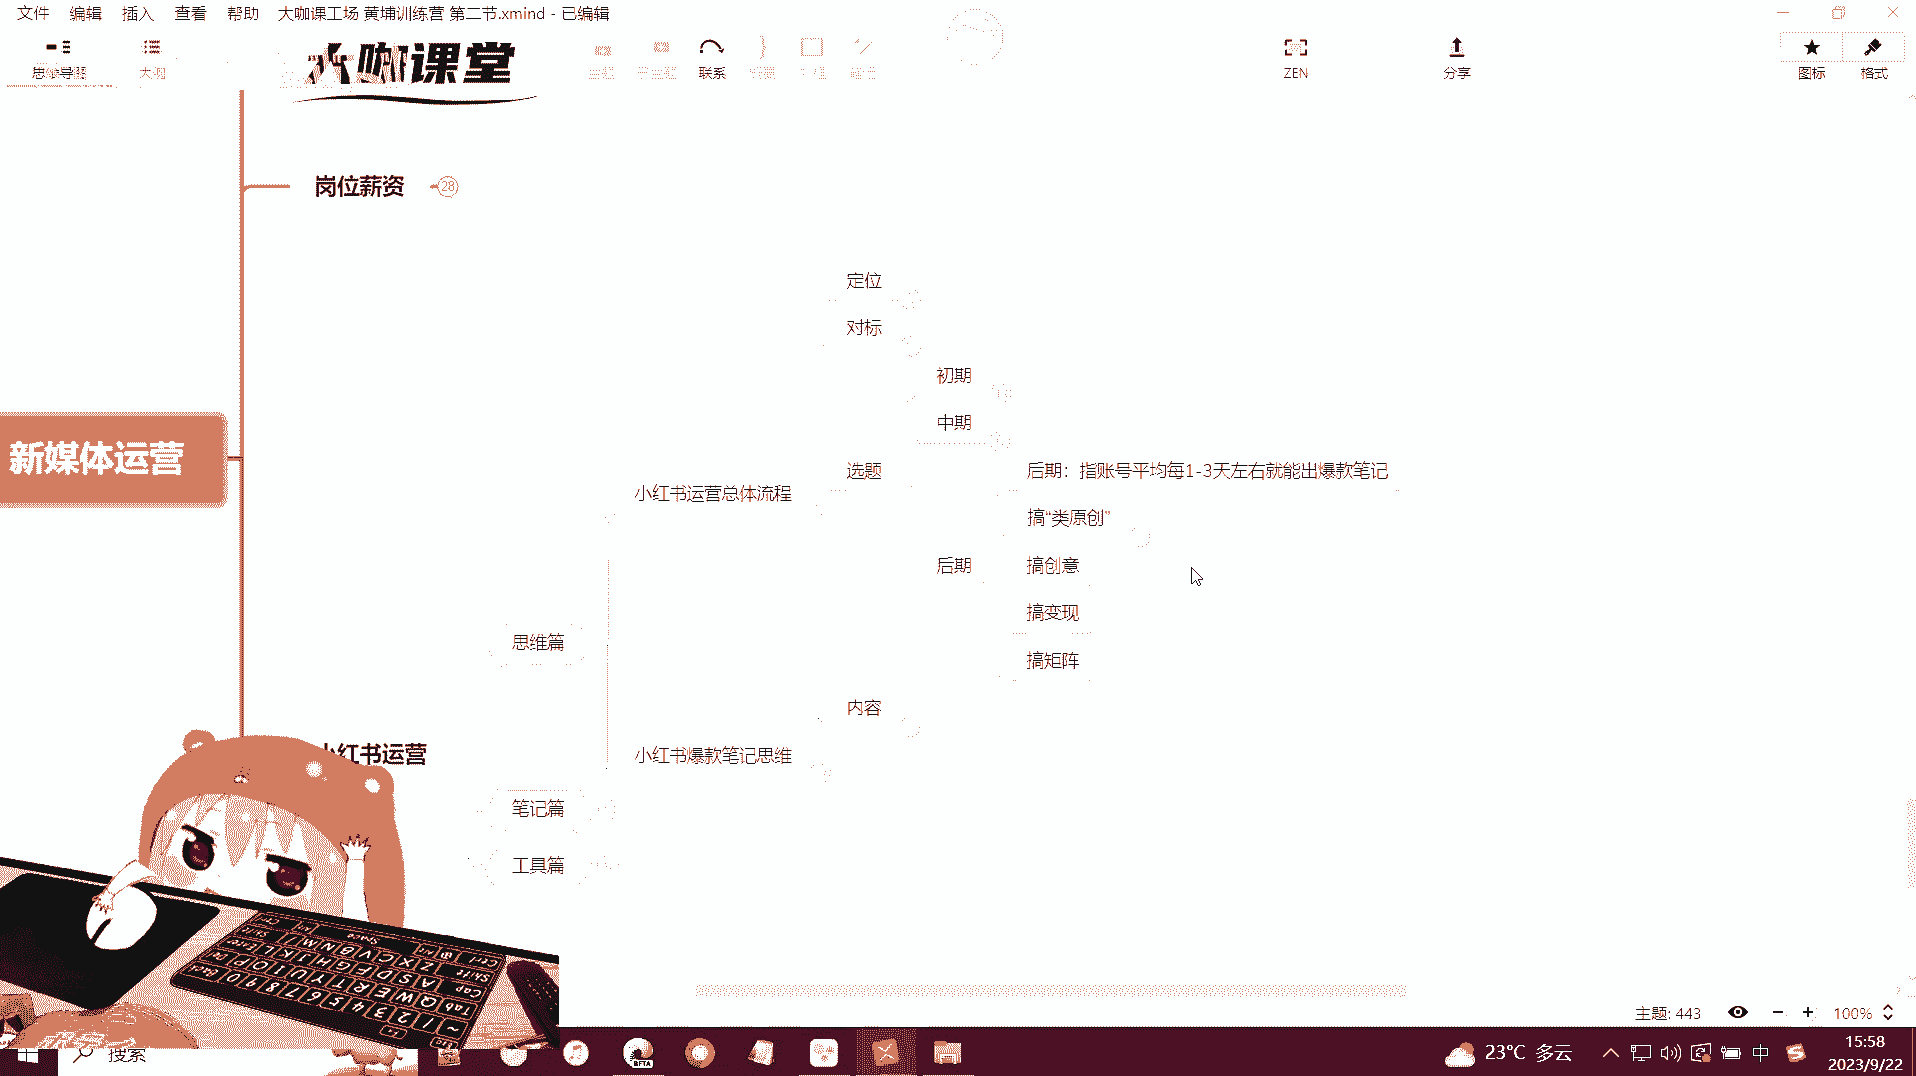 文件 编辑 插入 查看 帮助 大咖课工场 黄埔训练营 第二节.xmind - 已编辑
思维导图 大纲 大咖课堂 联系 ZEN 分享 图标 格式
岗位薪资 28
定位
对标
初期
中期
新媒体运营
选题
后期：指账号平均每1-3天左右就能出爆款笔记
小红书运营总体流程
搞“类原创”
后期
搞创意
搞变现
思维篇
搞矩阵
内容
小红书运营
小红书爆款笔记思维
笔记篇
工具篇
主题: 443 100%
搜索
BETA
23°C 多云
中
15:58
2023/9/22